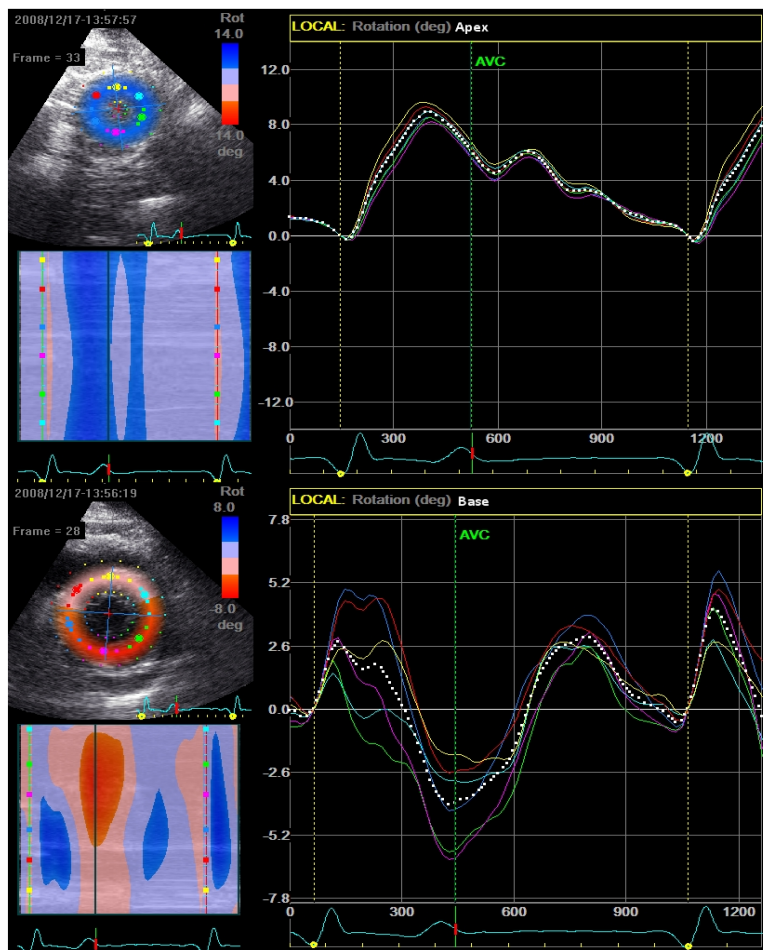 2008/12/17-13:57:57
Rot
14.0
Frame = 33
14.0
deg
LOCAL: Rotation (deg) Apex
AVC
12.0
8.0
4.0
0.0
-4.0
-8.0
-12.0
0 300 600 900 1200
2008/12/17-13:56:19
Rot
8.0
Frame = 28
-8.0
deg
LOCAL: Rotation (deg) Base
7.8
AVC
5.2
2.6
0.0
-2.6
-5.2
-7.8
0 300 600 900 1200